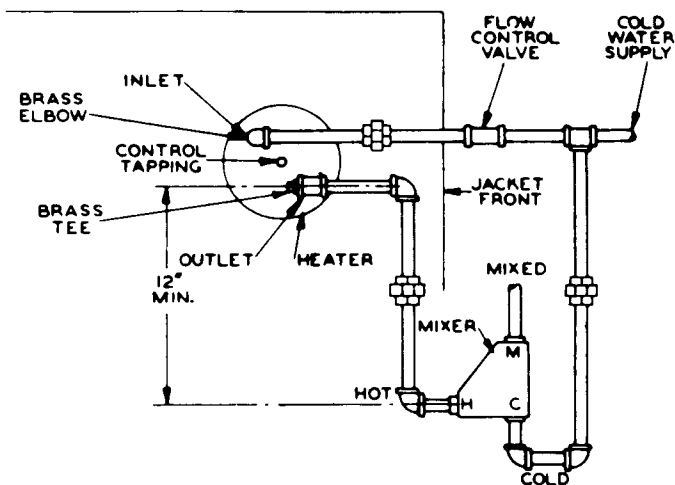 FLOW
CONTROL
VALVE
COLD
WATER
SUPPLY
INLET
BRASS
ELBOW
CONTROL
TAPPING
BRASS
TEE
OUTLET
HEATER
JACKET
FRONT
12"
MIN.
MIXED
MIXER
M
HOT
H
C
COLD